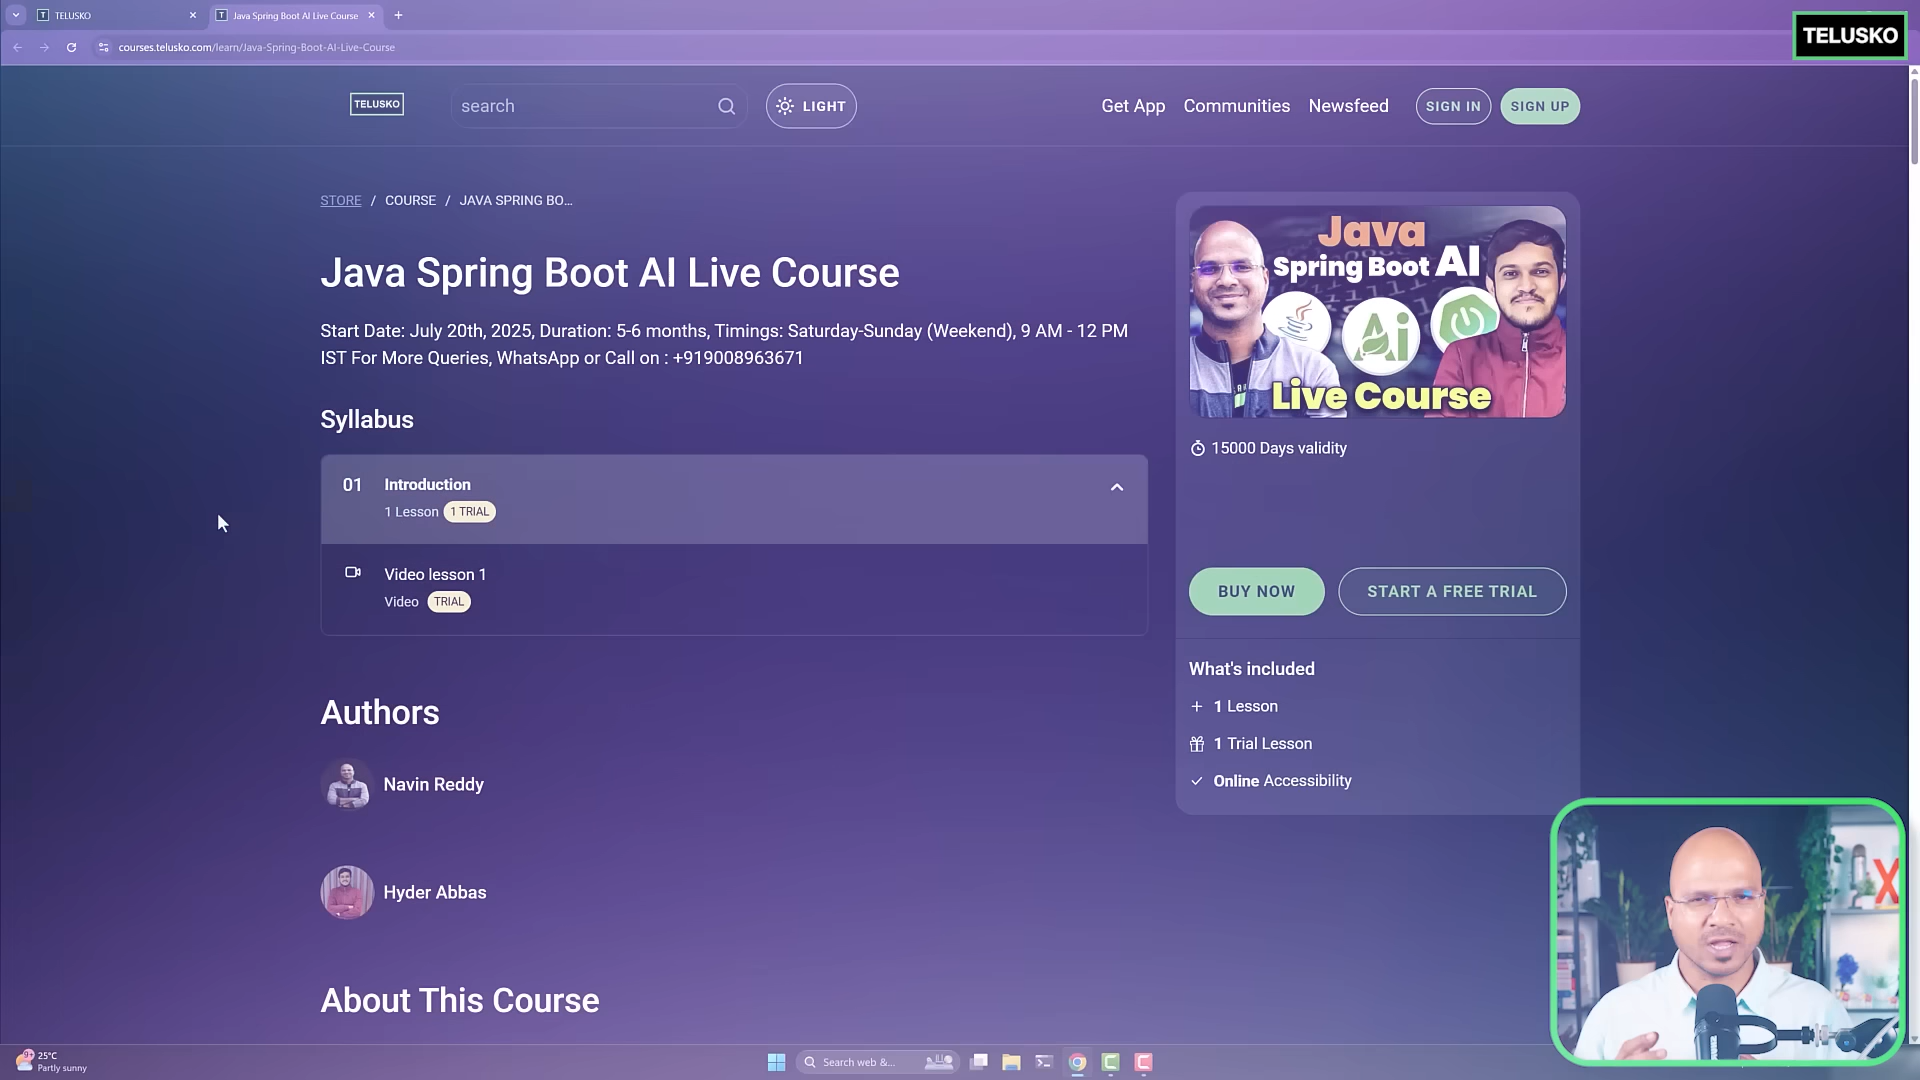 TELUSKO
Java Spring Boot AI Live Course
courses.telusko.com/learn/Java-Spring-Boot-AI-Live-Course
TELUSKO
TELUSKO
search
LIGHT
Get App
Communities
Newsfeed
SIGN IN
SIGN UP
STORE / COURSE / JAVA SPRING BO...
Java Spring Boot AI Live Course
Start Date: July 20th, 2025, Duration: 5-6 months, Timings: Saturday-Sunday (Weekend), 9 AM - 12 PM
IST For More Queries, WhatsApp or Call on : +919008963671
Syllabus
01 Introduction
1 Lesson 1 TRIAL
Video lesson 1
Video TRIAL
Authors
Navin Reddy
Hyder Abbas
About This Course
Java
Spring Boot AI
Ai
Live Course
15000 Days validity
BUY NOW
START A FREE TRIAL
What's included
1 Lesson
1 Trial Lesson
Online Accessibility
X
9+
25°C
Partly sunny
Search web &...